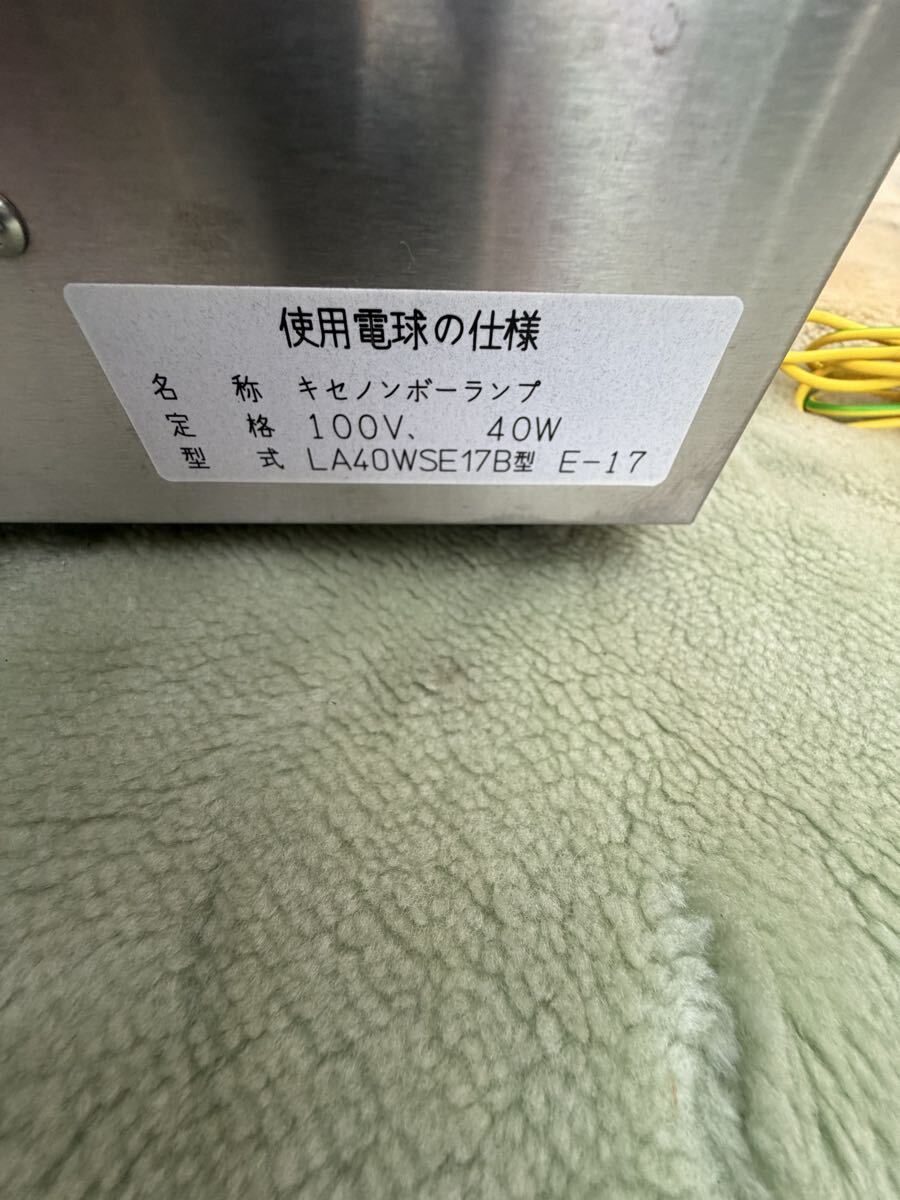 使用電球の仕様
名 称 キセノンボーランプ
定 格 100V、 40W
型 式 LA40WSE17B型 E-17